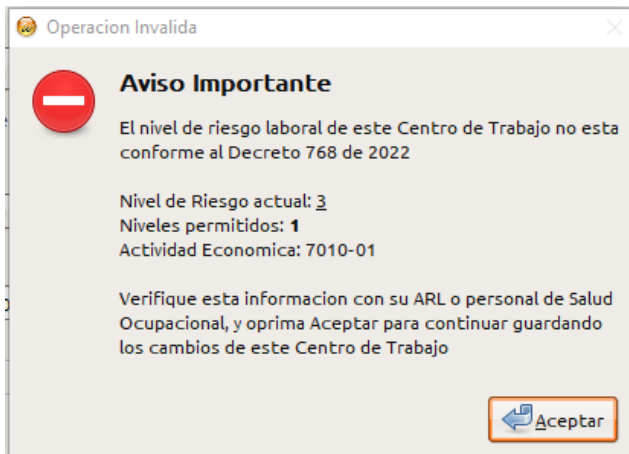 Operacion Invalida
Aviso Importante
El nivel de riesgo laboral de este Centro de Trabajo no esta
conforme al Decreto 768 de 2022
Nivel de Riesgo actual: 3
Niveles permitidos: 1
Actividad Economica: 7010-01
Verifique esta informacion con su ARL o personal de Salud
Ocupacional, y oprima Aceptar para continuar guardando
los cambios de este Centro de Trabajo
Aceptar